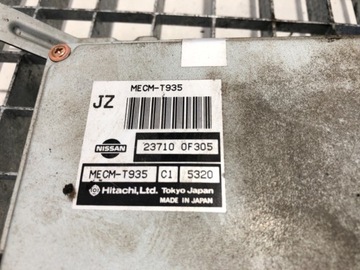 MECM-T935
JZ
NISSAN
23710 0F305
MECM-T935 C1 5320
Hitachi, Ltd. Tokyo Japan
MADE IN JAPAN